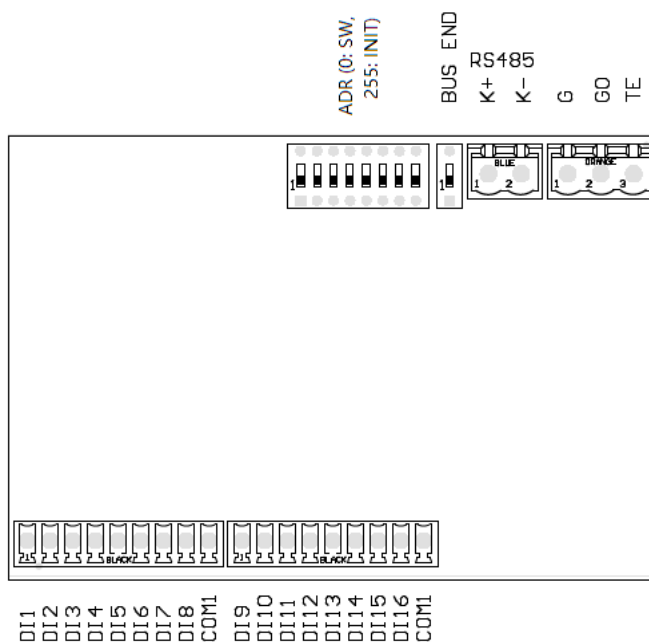 ADR (0: SW,
255: INIT)
BUS END
RS485
K+
K-
G
G0
TE
1
1
BLUE
1 2
ORANGE
1 2 3
1
BLACK
1
BLACK
DI1
DI2
DI3
DI4
DI5
DI6
DI7
DI8
COM1
DI9
DI10
DI11
DI12
DI13
DI14
DI15
DI16
COM1